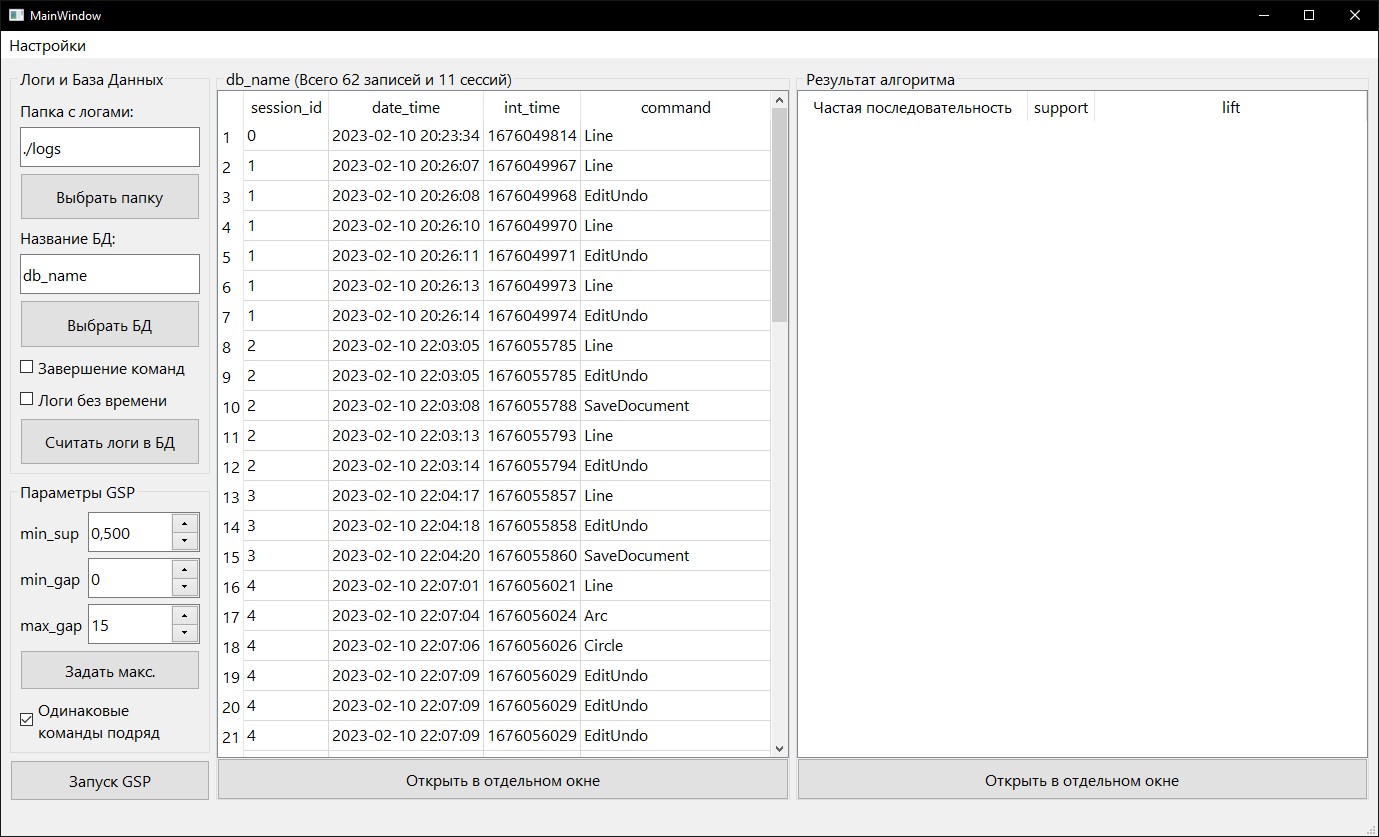 MainWindow
Настройки
Логи и База Данных
Папка с логами:
./logs
Выбрать папку
Название БД:
db_name
Выбрать БД
Завершение команд
Логи без времени
Считать логи в БД
Параметры GSP
min_sup 0,500
min_gap 0
max_gap 15
Задать макс.
Одинаковые
команды подряд
Запуск GSP
db_name (Всего 62 записей и 11 сессий)
session_id date_time int_time command
1 0 2023-02-10 20:23:34 1676049814 Line
2 1 2023-02-10 20:26:07 1676049967 Line
3 1 2023-02-10 20:26:08 1676049968 EditUndo
4 1 2023-02-10 20:26:10 1676049970 Line
5 1 2023-02-10 20:26:11 1676049971 EditUndo
6 1 2023-02-10 20:26:13 1676049973 Line
7 1 2023-02-10 20:26:14 1676049974 EditUndo
8 2 2023-02-10 22:03:05 1676055785 Line
9 2 2023-02-10 22:03:05 1676055785 EditUndo
10 2 2023-02-10 22:03:08 1676055788 SaveDocument
11 2 2023-02-10 22:03:13 1676055793 Line
12 2 2023-02-10 22:03:14 1676055794 EditUndo
13 3 2023-02-10 22:04:17 1676055857 Line
14 3 2023-02-10 22:04:18 1676055858 EditUndo
15 3 2023-02-10 22:04:20 1676055860 SaveDocument
16 4 2023-02-10 22:07:01 1676056021 Line
17 4 2023-02-10 22:07:04 1676056024 Arc
18 4 2023-02-10 22:07:06 1676056026 Circle
19 4 2023-02-10 22:07:09 1676056029 EditUndo
20 4 2023-02-10 22:07:09 1676056029 EditUndo
21 4 2023-02-10 22:07:09 1676056029 EditUndo
Открыть в отдельном окне
Результат алгоритма
Частая последовательность support lift
Открыть в отдельном окне